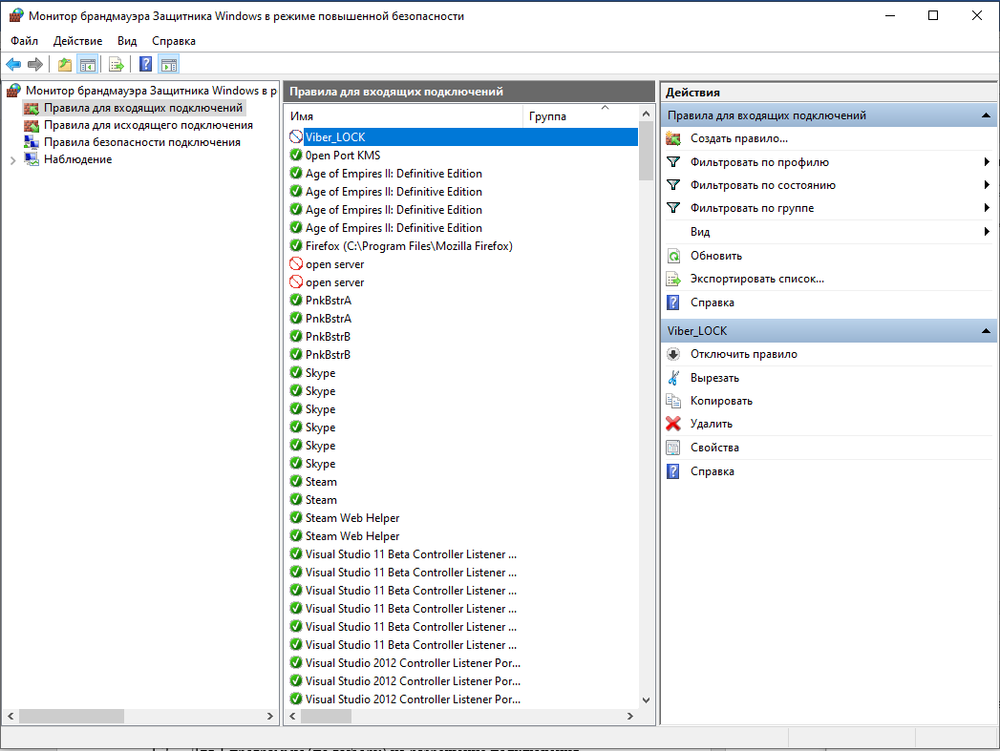 Монитор брандмауэра Защитника Windows в режиме повышенной безопасности
Файл Действие Вид Справка
Монитор брандмауэра Защитника Windows в р
Правила для входящих подключений
Правила для исходящего подключения
Правила безопасности подключения
Наблюдение
Правила для входящих подключений
Имя Группа
Viber_LOCK
0pen Port KMS
Age of Empires II: Definitive Edition
Age of Empires II: Definitive Edition
Age of Empires II: Definitive Edition
Age of Empires II: Definitive Edition
Firefox (C:\Program Files\Mozilla Firefox)
open server
open server
PnkBstrA
PnkBstrA
PnkBstrB
PnkBstrB
Skype
Skype
Skype
Skype
Skype
Skype
Steam
Steam
Steam Web Helper
Steam Web Helper
Visual Studio 11 Beta Controller Listener ...
Visual Studio 11 Beta Controller Listener ...
Visual Studio 11 Beta Controller Listener ...
Visual Studio 11 Beta Controller Listener ...
Visual Studio 11 Beta Controller Listener ...
Visual Studio 11 Beta Controller Listener ...
Visual Studio 2012 Controller Listener Por...
Visual Studio 2012 Controller Listener Por...
Visual Studio 2012 Controller Listener Por...
Действия
Правила для входящих подключений
Создать правило...
Фильтровать по профилю
Фильтровать по состоянию
Фильтровать по группе
Вид
Обновить
Экспортировать список...
Справка
Viber_LOCK
Отключить правило
Вырезать
Копировать
Удалить
Свойства
Справка